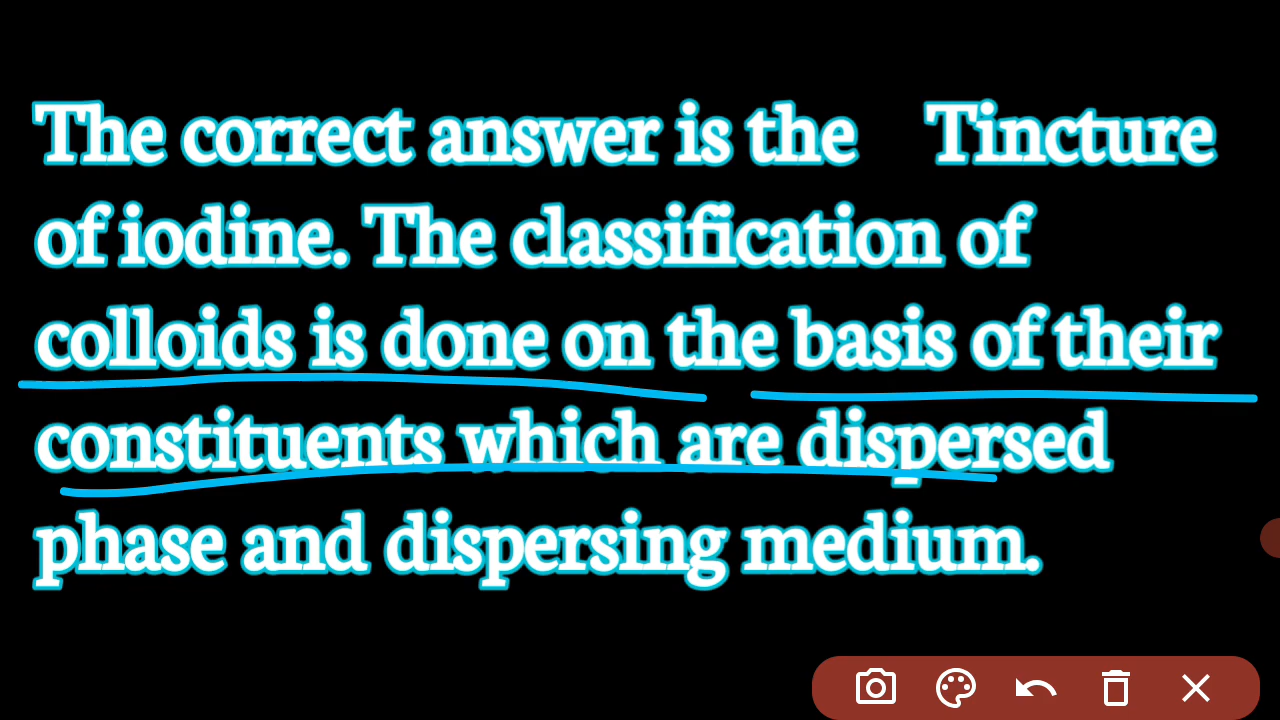 The correct answer is the Tincture
of iodine. The classification of
colloids is done on the basis of their
constituents which are dispersed
phase and dispersing medium.